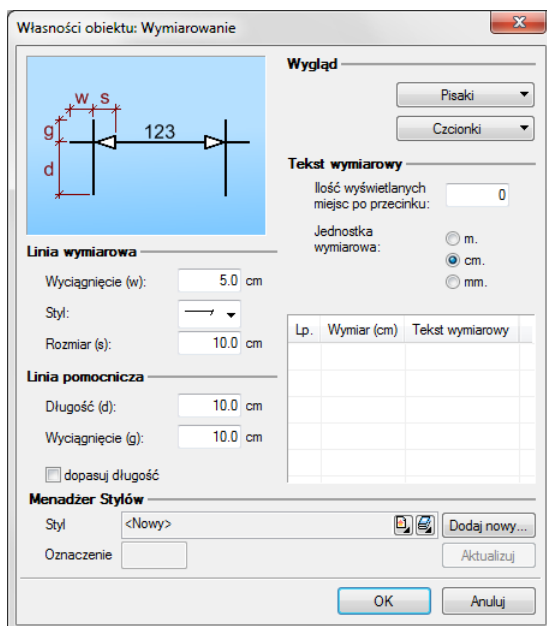 Własności obiektu: Wymiarowanie
w s
g
123
d
Wygląd
Pisaki
Czcionki
Tekst wymiarowy
Ilość wyświetlanych
miejsc po przecinku:
0
Jednostka
wymiarowa:
m.
cm.
mm.
Linia wymiarowa
Wyciągnięcie (w): 5.0 cm
Styl:
Rozmiar (s): 10.0 cm
Lp. Wymiar (cm) Tekst wymiarowy
Linia pomocnicza
Długość (d): 10.0 cm
Wyciągnięcie (g): 10.0 cm
dopasuj długość
Menadżer Stylów
Styl <Nowy> Dodaj nowy...
Oznaczenie Aktualizuj
OK Anuluj